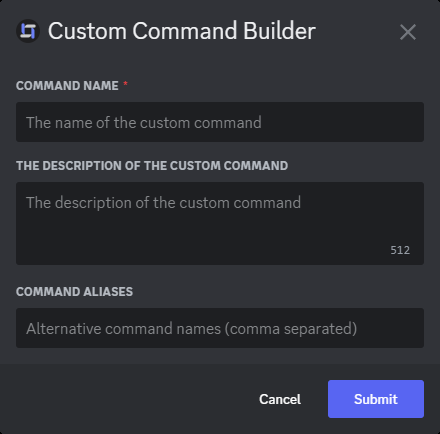 Custom Command Builder
COMMAND NAME *
The name of the custom command
THE DESCRIPTION OF THE CUSTOM COMMAND
The description of the custom command
512
COMMAND ALIASES
Alternative command names (comma separated)
Cancel Submit